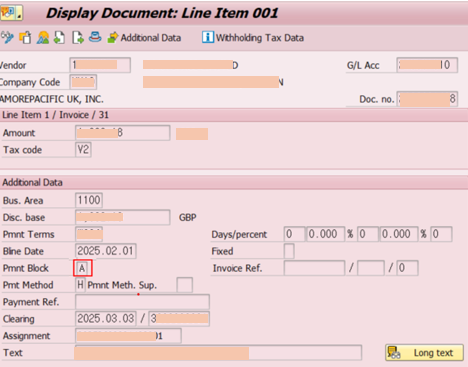 Display Document: Line Item 001
Additional Data Withholding Tax Data
Vendor 1 D G/L Acc 10
Company Code N
AMOREPACIFIC UK, INC. Doc. no. 8
Line Item 1 / Invoice / 31
Amount 8
Tax code Y2
Additional Data
Bus. Area 1100
Disc. base GBP
Pmnt Terms Days/percent 0 0.000 % 0 0.000 % 0
Bline Date 2025.02.01 Fixed
Pmnt Block A Invoice Ref. / / 0
Pmt Method H Pmnt Meth. Sup.
Payment Ref.
Clearing 2025.03.03 / 3
Assignment 01
Text Long text